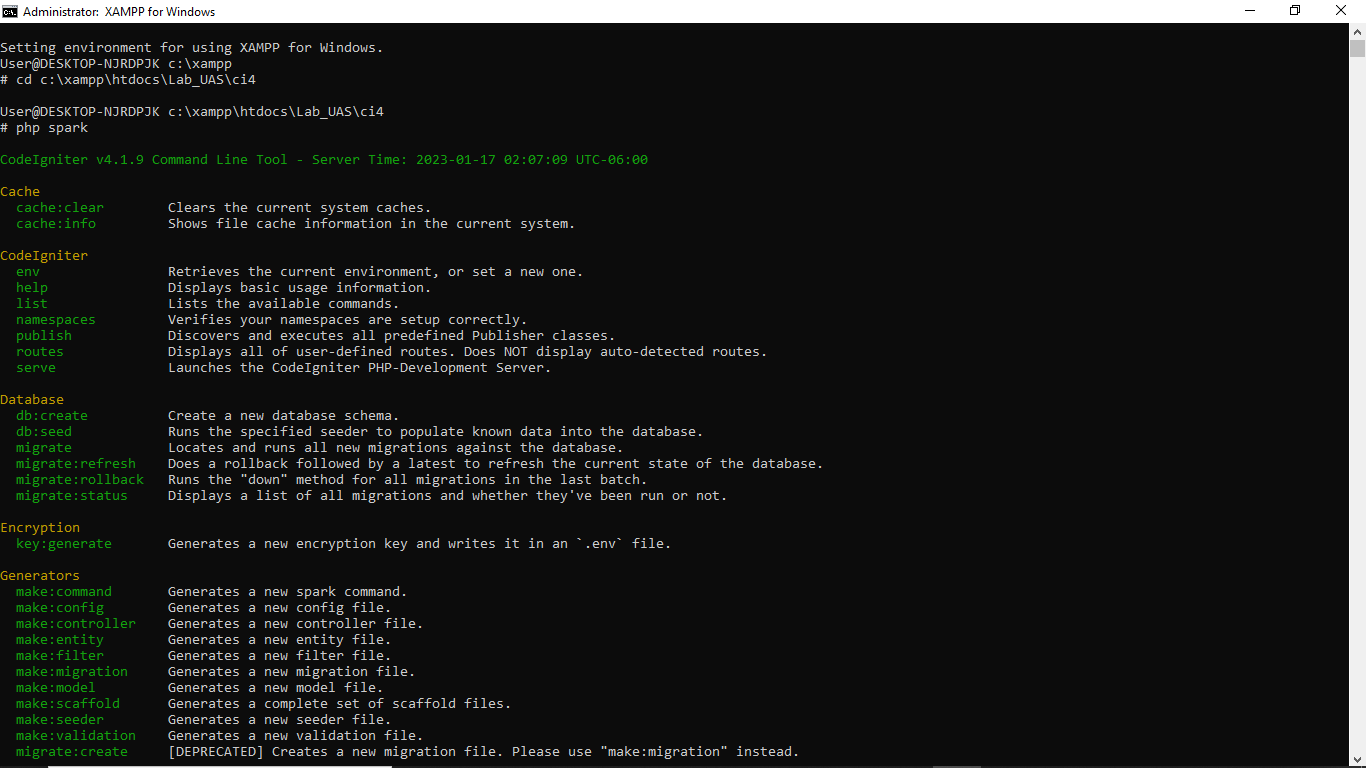 Administrator: XAMPP for Windows
Setting environment for using XAMPP for Windows.
User@DESKTOP-NJRDPJK c:\xampp
# cd c:\xampp\htdocs\Lab_UAS\ci4
User@DESKTOP-NJRDPJK c:\xampp\htdocs\Lab_UAS\ci4
# php spark
CodeIgniter v4.1.9 Command Line Tool - Server Time: 2023-01-17 02:07:09 UTC-06:00
Cache
cache:clear Clears the current system caches.
cache:info Shows file cache information in the current system.
CodeIgniter
env Retrieves the current environment, or set a new one.
help Displays basic usage information.
list Lists the available commands.
namespaces Verifies your namespaces are setup correctly.
publish Discovers and executes all predefined Publisher classes.
routes Displays all of user-defined routes. Does NOT display auto-detected routes.
serve Launches the CodeIgniter PHP-Development Server.
Database
db:create Create a new database schema.
db:seed Runs the specified seeder to populate known data into the database.
migrate Locates and runs all new migrations against the database.
migrate:refresh Does a rollback followed by a latest to refresh the current state of the database.
migrate:rollback Runs the "down" method for all migrations in the last batch.
migrate:status Displays a list of all migrations and whether they've been run or not.
Encryption
key:generate Generates a new encryption key and writes it in an `.env` file.
Generators
make:command Generates a new spark command.
make:config Generates a new config file.
make:controller Generates a new controller file.
make:entity Generates a new entity file.
make:filter Generates a new filter file.
make:migration Generates a new migration file.
make:model Generates a new model file.
make:scaffold Generates a complete set of scaffold files.
make:seeder Generates a new seeder file.
make:validation Generates a new validation file.
migrate:create [DEPRECATED] Creates a new migration file. Please use "make:migration" instead.